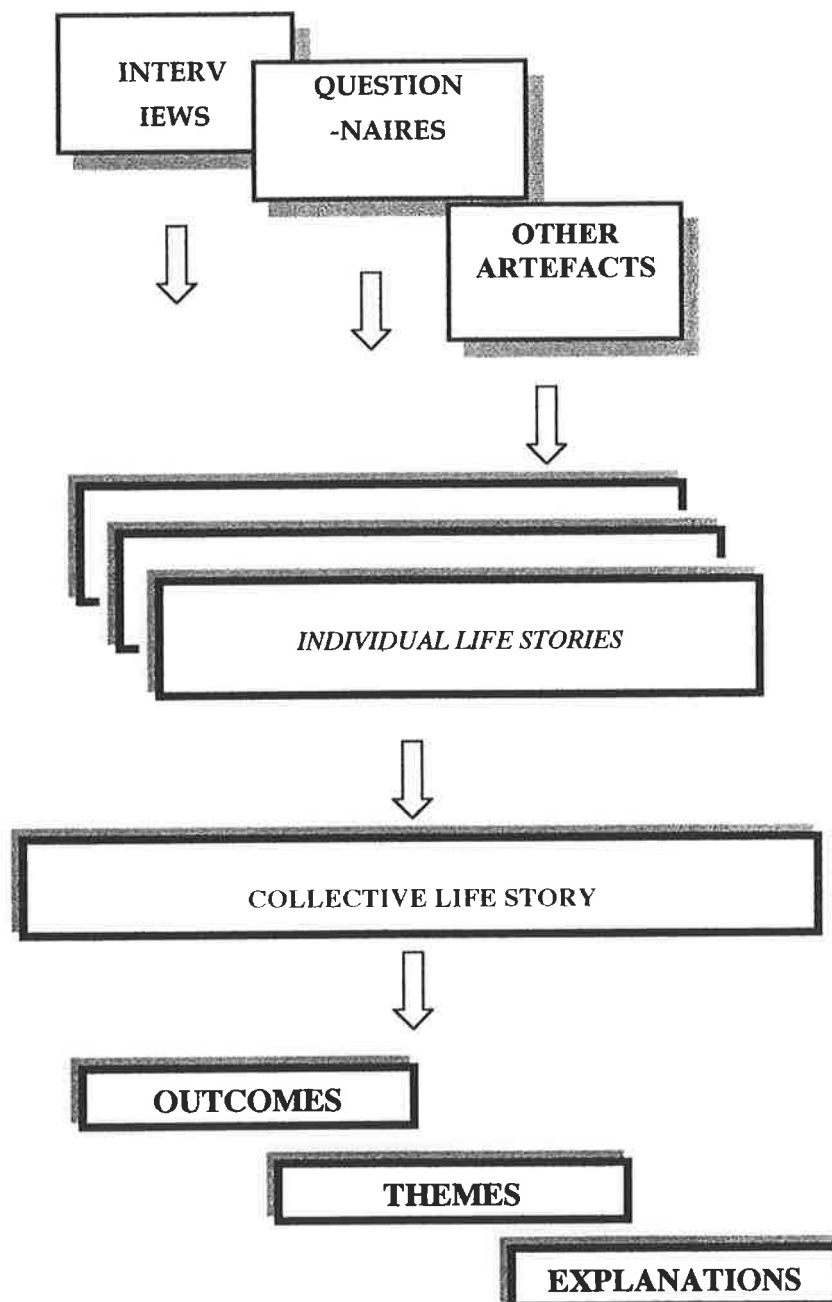 INTERV
IEWS
QUESTION
-NAIRES
OTHER
ARTEFACTS
INDIVIDUAL LIFE STORIES
COLLECTIVE LIFE STORY
OUTCOMES
THEMES
EXPLANATIONS